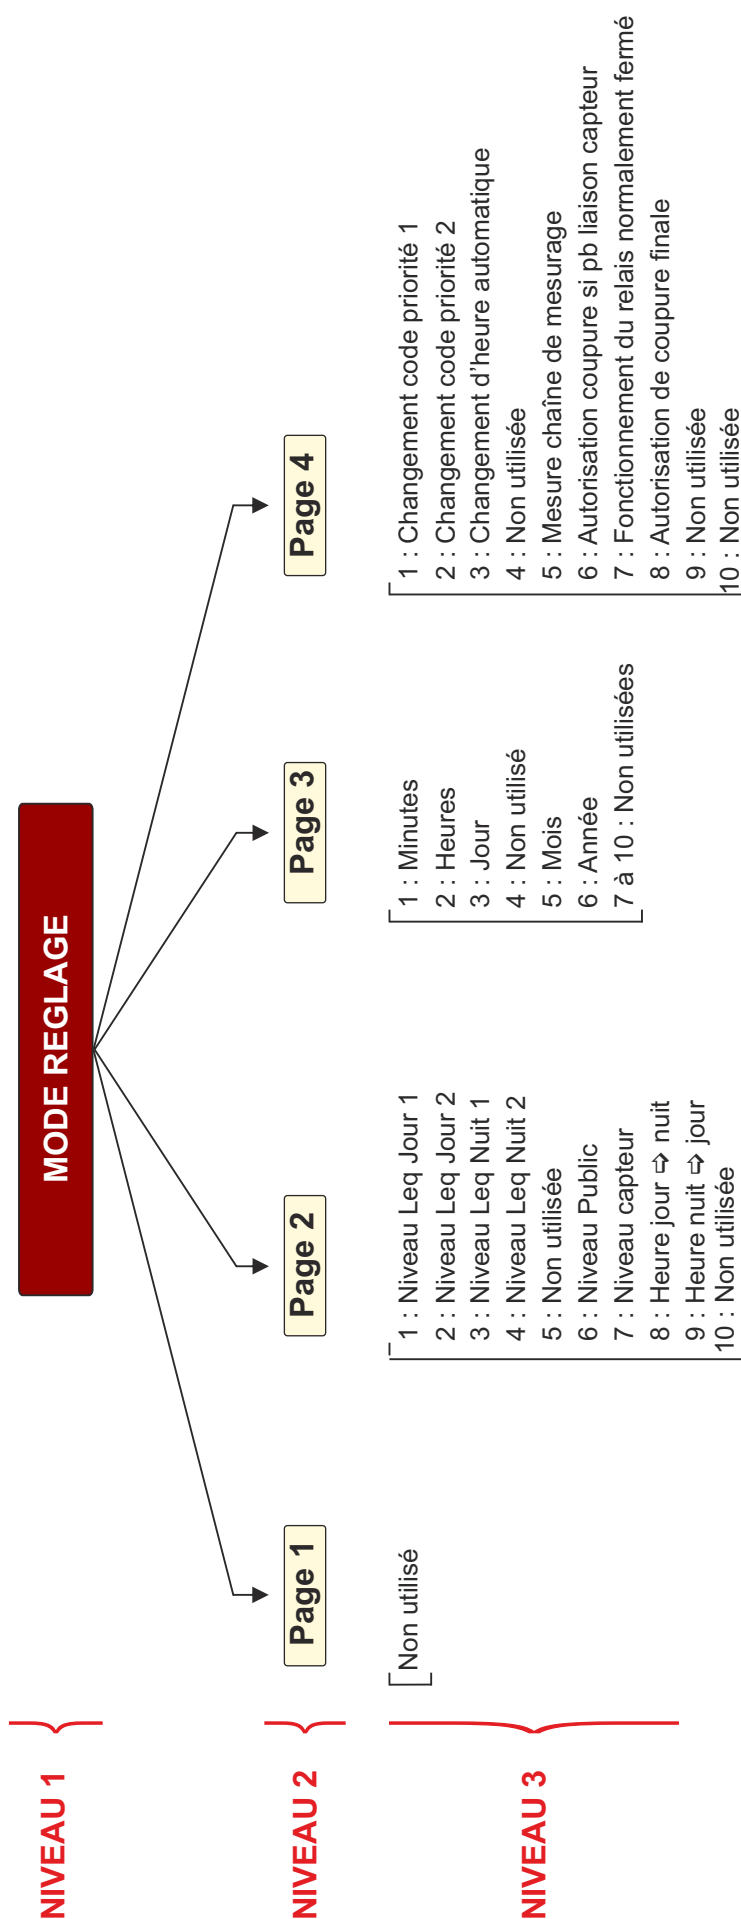 NIVEAU 1
MODE REGLAGE
NIVEAU 2
Page 1
Page 2
Page 3
Page 4
NIVEAU 3
Non utilisé
1 : Niveau Leq Jour 1
2 : Niveau Leq Jour 2
3 : Niveau Leq Nuit 1
4 : Niveau Leq Nuit 2
5 : Non utilisée
6 : Niveau Public
7 : Niveau capteur
8 : Heure jour ➪ nuit
9 : Heure nuit ➪ jour
10 : Non utilisée
1 : Minutes
2 : Heures
3 : Jour
4 : Non utilisé
5 : Mois
6 : Année
7 à 10 : Non utilisées
1 : Changement code priorité 1
2 : Changement code priorité 2
3 : Changement d'heure automatique
4 : Non utilisée
5 : Mesure chaîne de mesurage
6 : Autorisation coupure si pb liaison capteur
7 : Fonctionnement du relais normalement fermé
8 : Autorisation de coupure finale
9 : Non utilisée
10 : Non utilisée